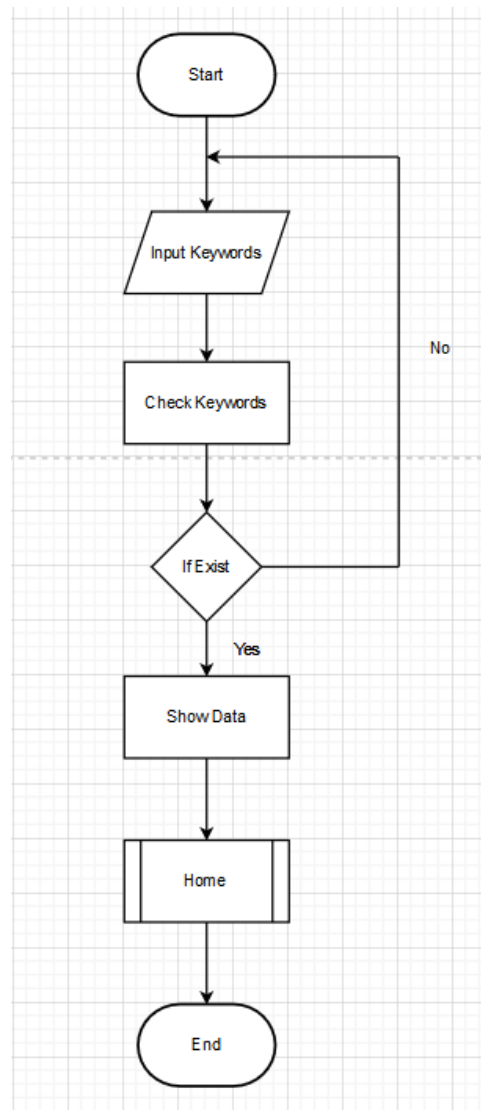 Start
Input Keywords
No
Check Keywords
If Exist
Yes
Show Data
Home
End